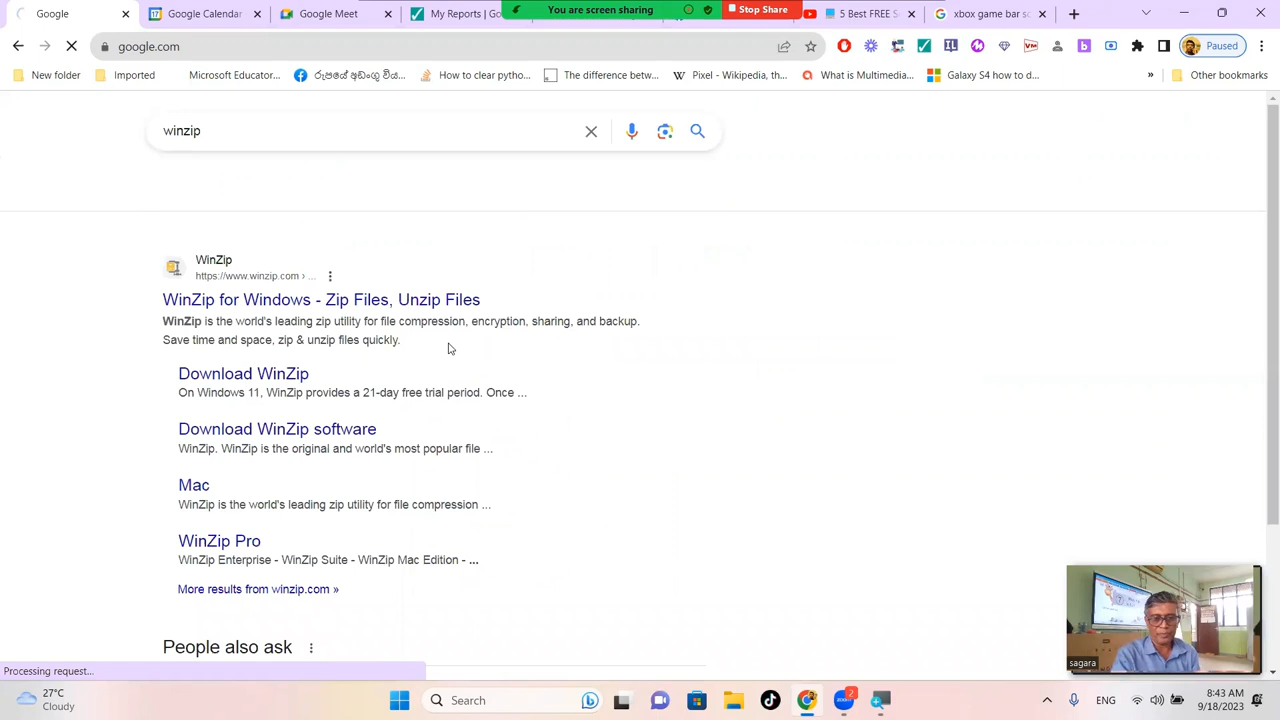 Google
Google Calenda
Google Meet
My Reports| Go
You are screen sharing
Stop Share
5 Best FREE S
xbox game bar sc
google.com
Paused
New folder
Imported
Microsoft Educator...
රූපයේ අඩංගු විය...
How to clear pytho...
The difference betw...
Pixel - Wikipedia, th...
What is Multimedia...
Galaxy S4 how to d...
»
Other bookmarks
winzip
WinZip
https://www.winzip.com › ...
WinZip for Windows - Zip Files, Unzip Files
WinZip is the world's leading zip utility for file compression, encryption, sharing, and backup.
Save time and space, zip & unzip files quickly.
Download WinZip
On Windows 11, WinZip provides a 21-day free trial period. Once ...
Download WinZip software
WinZip. WinZip is the original and world's most popular file ...
Mac
WinZip is the world's leading zip utility for file compression ...
WinZip Pro
WinZip Enterprise - WinZip Suite - WinZip Mac Edition - ...
More results from winzip.com »
People also ask
sagara
Processing request...
27°C
Cloudy
Search
2
ENG
8:43 AM
9/18/2023